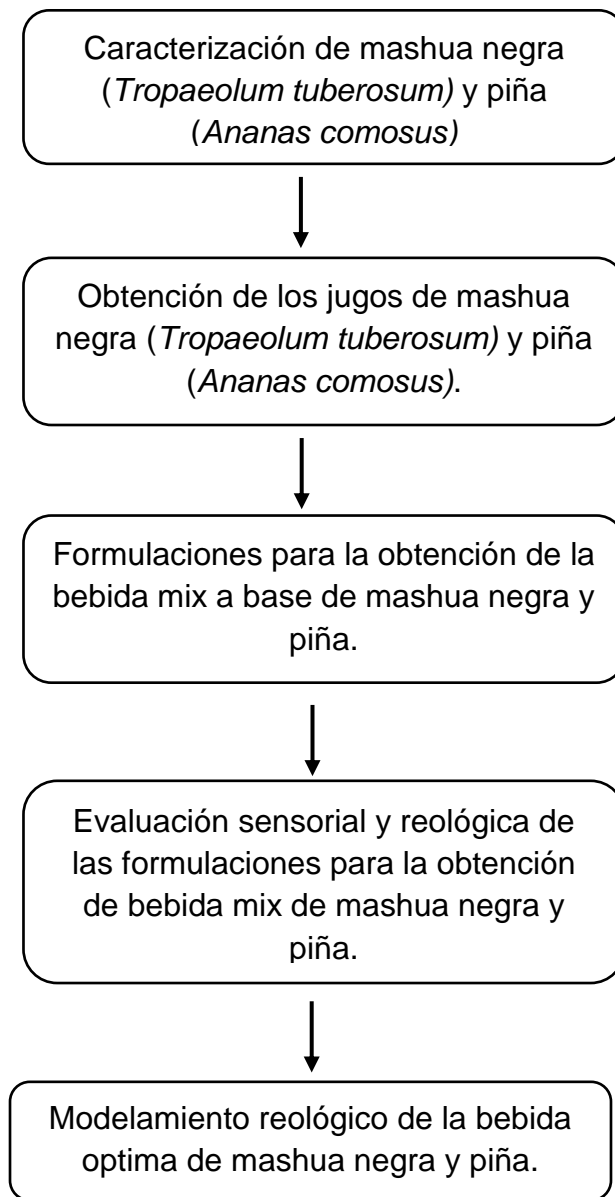 Caracterización de mashua negra
(Tropaeolum tuberosum) y piña
(Ananas comosus)
Obtención de los jugos de mashua
negra (Tropaeolum tuberosum) y piña
(Ananas comosus).
Formulaciones para la obtención de la
bebida mix a base de mashua negra y
piña.
Evaluación sensorial y reológica de
las formulaciones para la obtención
de bebida mix de mashua negra y
piña.
Modelamiento reológico de la bebida
optima de mashua negra y piña.